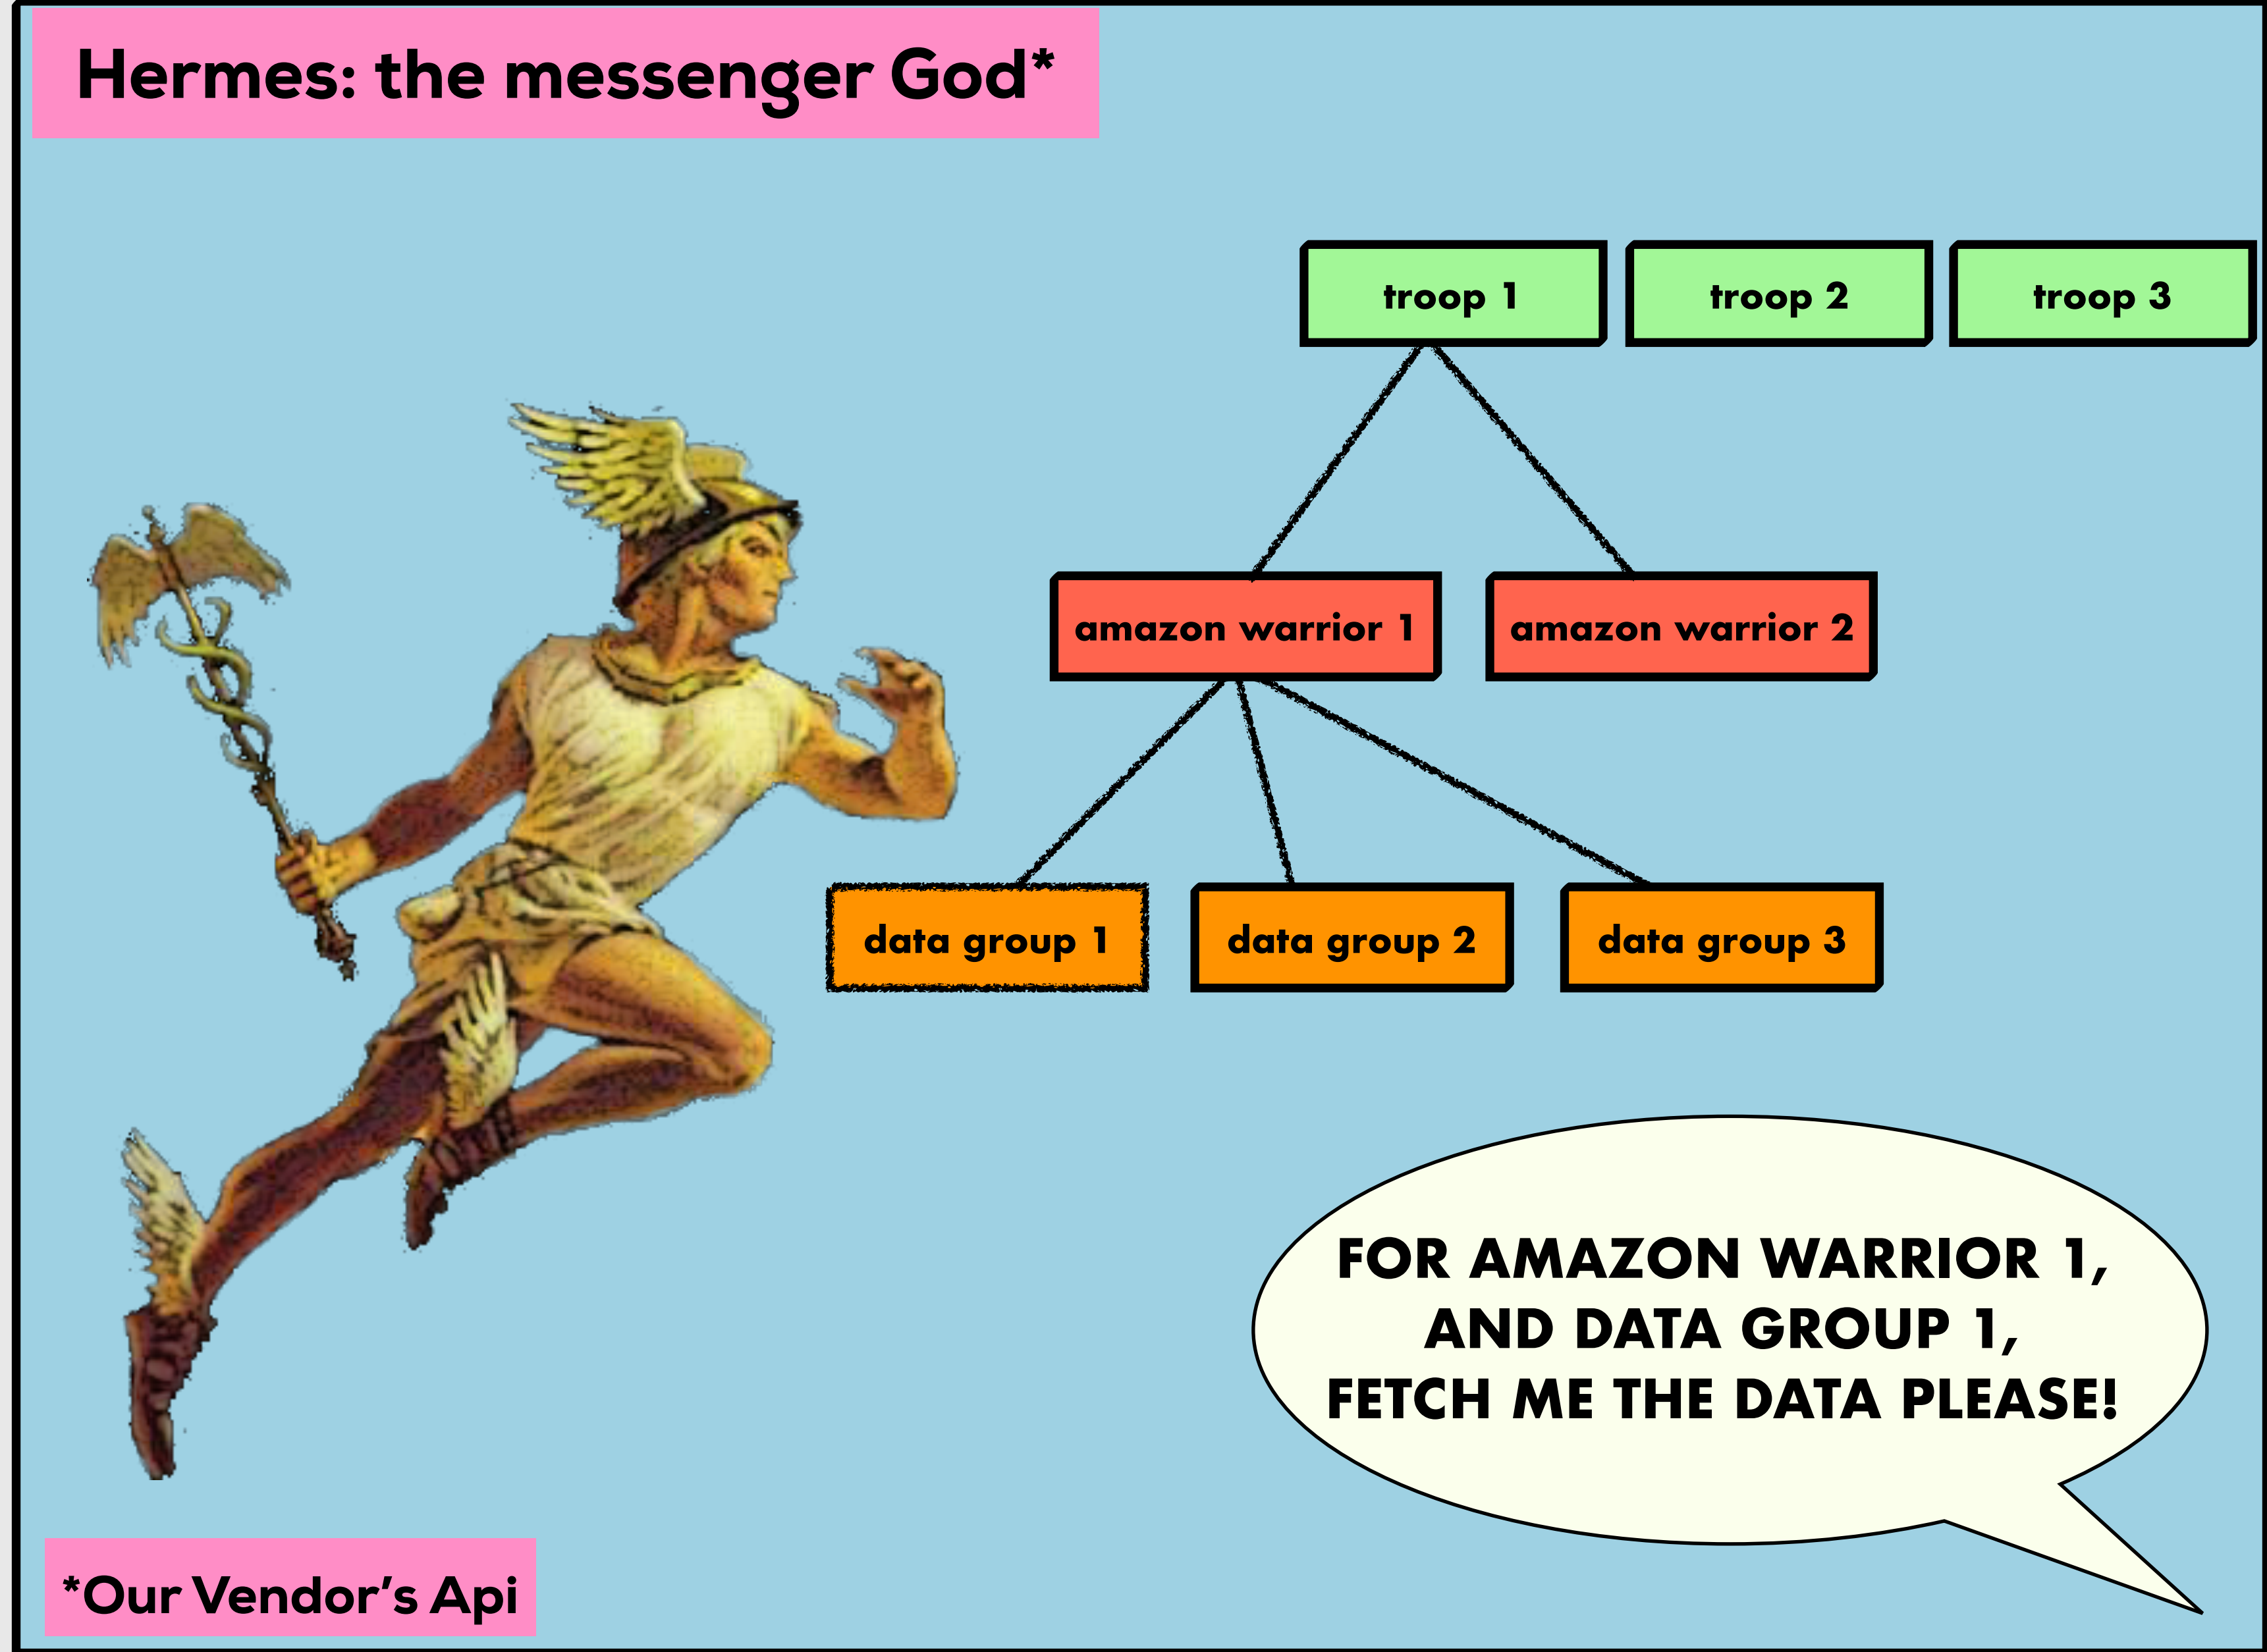 Hermes: the messenger God*
troop 1
troop 2
troop 3
amazon warrior 1
amazon warrior 2
data group 1
data group 2
data group 3
FOR AMAZON WARRIOR 1,
AND DATA GROUP 1,
FETCH ME THE DATA PLEASE!
*Our Vendor's Api